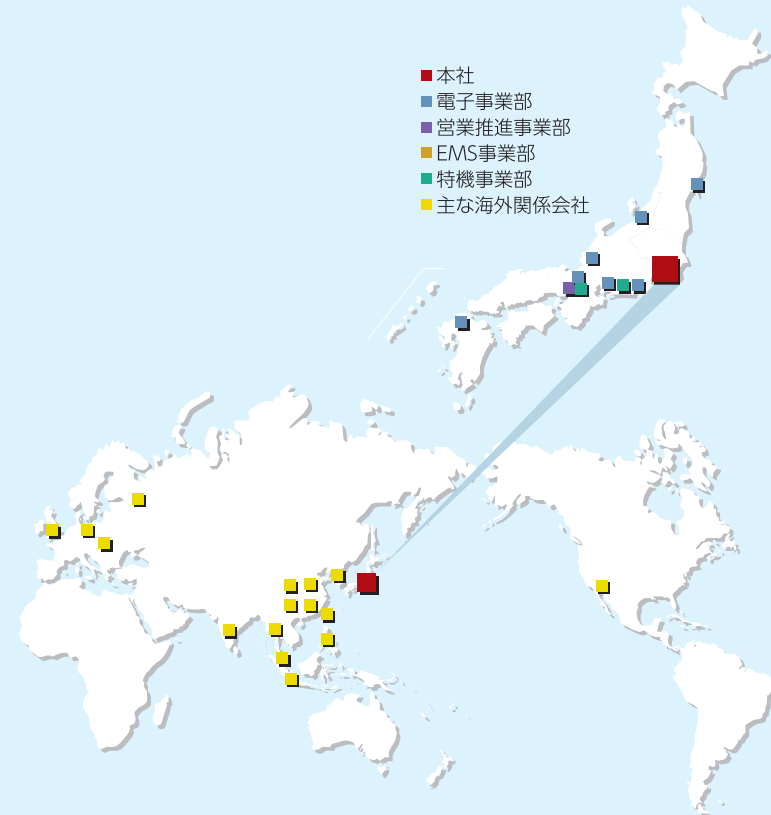 本社
電子事業部
営業推進事業部
EMS事業部
特機事業部
主な海外関係会社